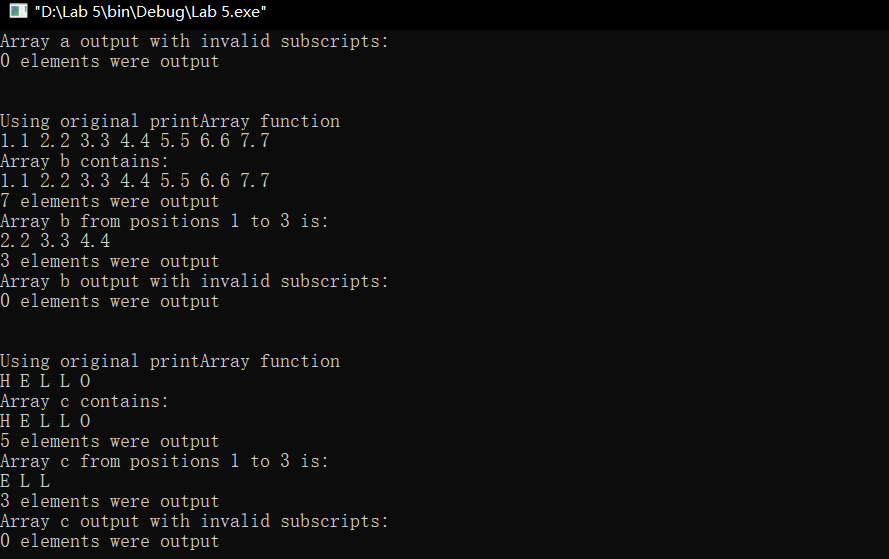 "D:\Lab 5\bin\Debug\Lab 5.exe"
Array a output with invalid subscripts:
0 elements were output
Using original printArray function
1.1 2.2 3.3 4.4 5.5 6.6 7.7
Array b contains:
1.1 2.2 3.3 4.4 5.5 6.6 7.7
7 elements were output
Array b from positions 1 to 3 is:
2.2 3.3 4.4
3 elements were output
Array b output with invalid subscripts:
0 elements were output
Using original printArray function
H E L L O
Array c contains:
H E L L O
5 elements were output
Array c from positions 1 to 3 is:
E L L
3 elements were output
Array c output with invalid subscripts:
0 elements were output